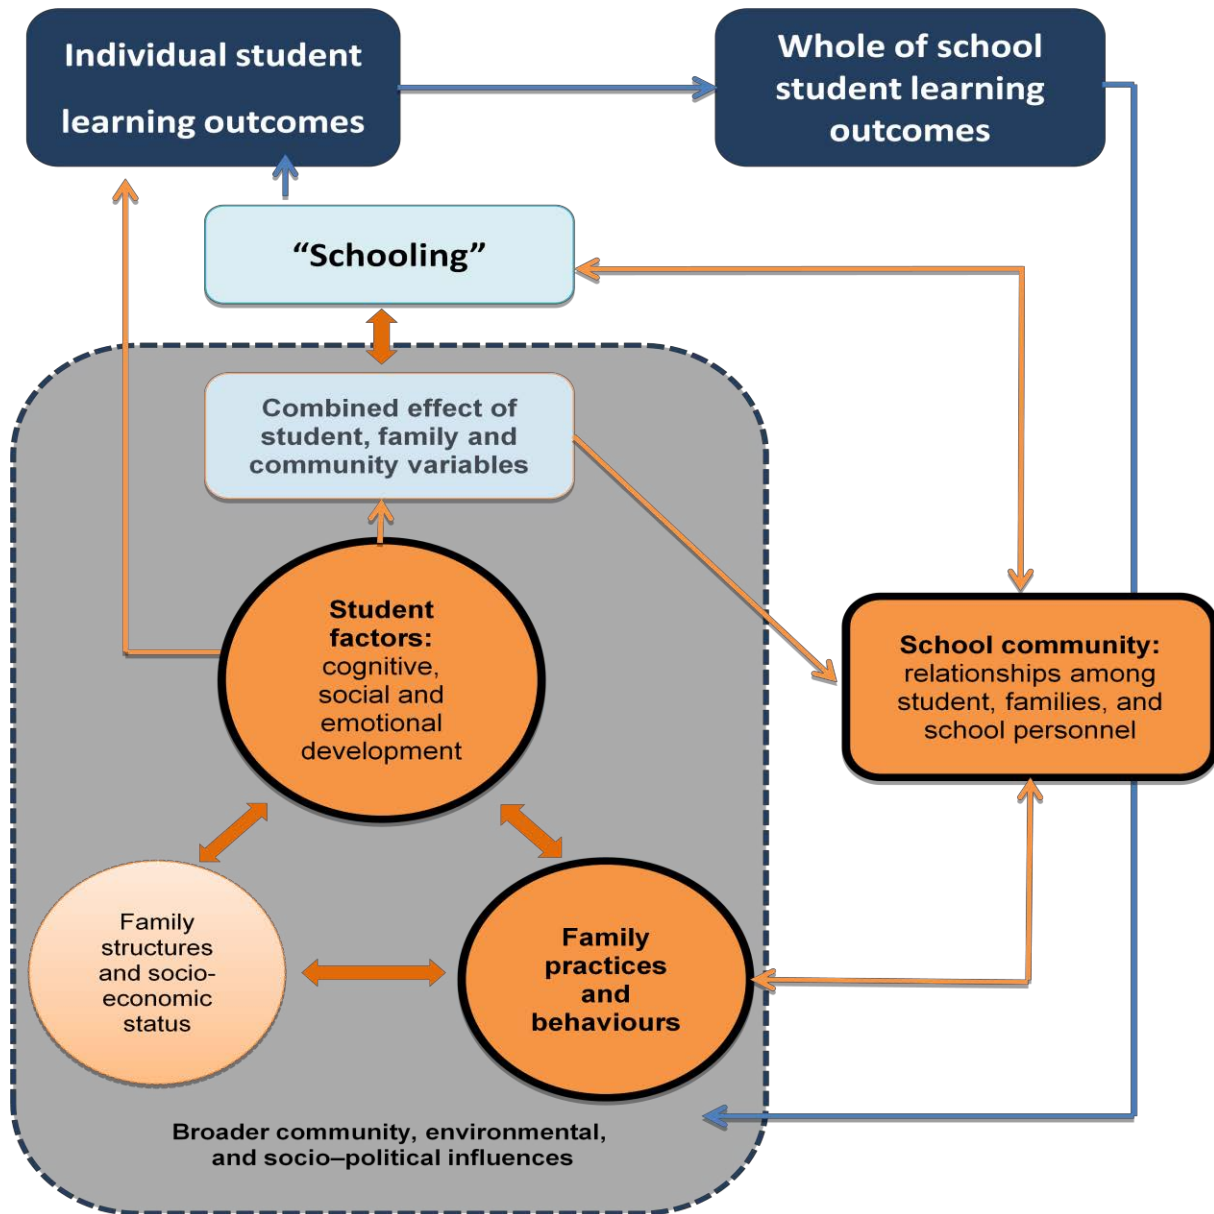 Individual student
learning outcomes
Whole of school
student learning
outcomes
“Schooling”
Combined effect of
student, family and
community variables
Student
factors:
cognitive,
social and
emotional
development
School community:
relationships among
student, families, and
school personnel
Family
structures
and socio-
economic
status
Family
practices
and
behaviours
Broader community, environmental,
and socio–political influences